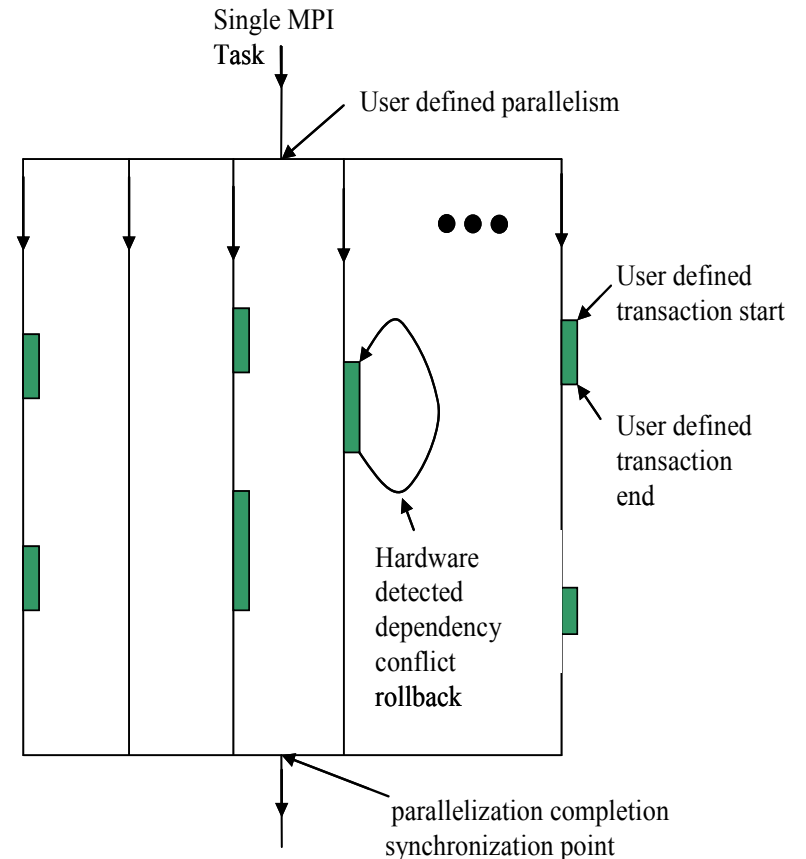 Single MPI
Task
User defined parallelism
User defined
transaction start
User defined
transaction
end
Hardware
detected
dependency
conflict
rollback
parallelization completion
synchronization point